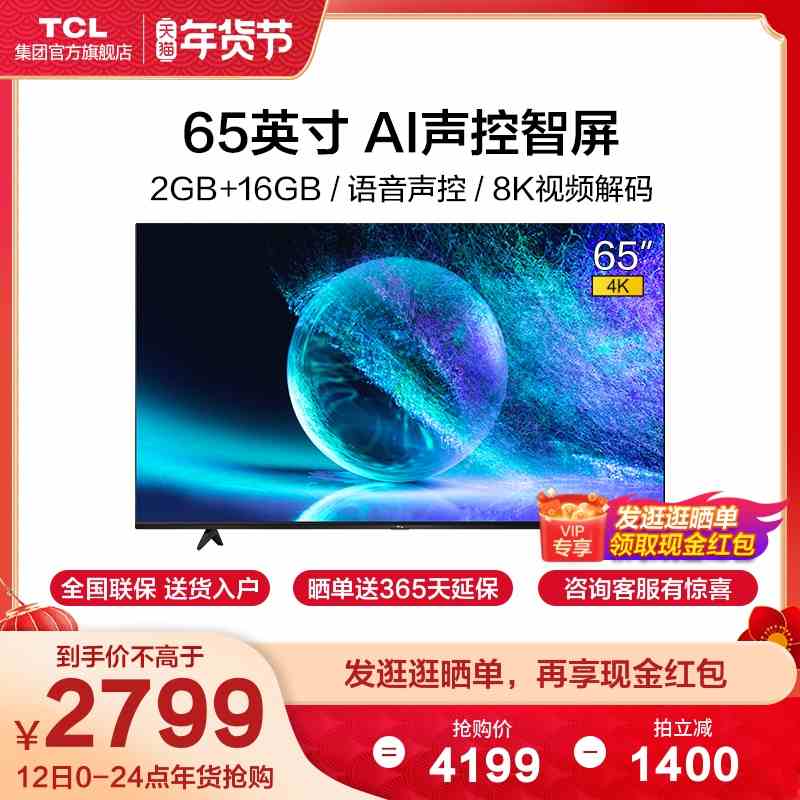 TCL
集团官方旗舰店
天猫
年货节
65英寸 AI声控智屏
2GB+16GB / 语音声控 / 8K视频解码
65"
4K
VIP
专享
发逛逛晒单
领取现金红包
全国联保 送货入户
晒单送365天延保
咨询客服有惊喜
到手价不高于
¥2799
12日0-24点年货抢购
发逛逛晒单，再享现金红包
=
抢购价
4199
−
拍立减
1400